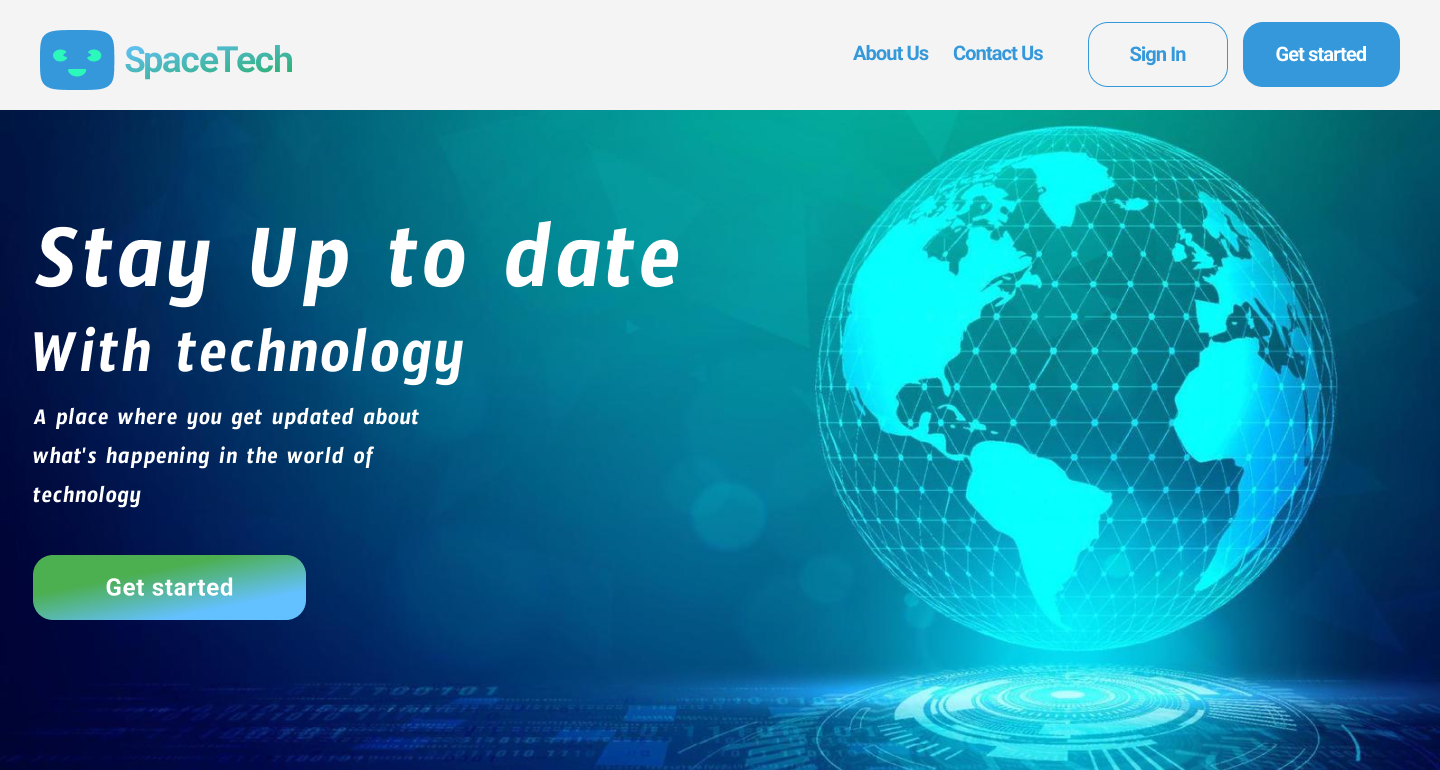 SpaceTech
About Us
Contact Us
Sign In
Get started
Stay Up to date
With technology
A place where you get updated about
what's happening in the world of
technology
Get started